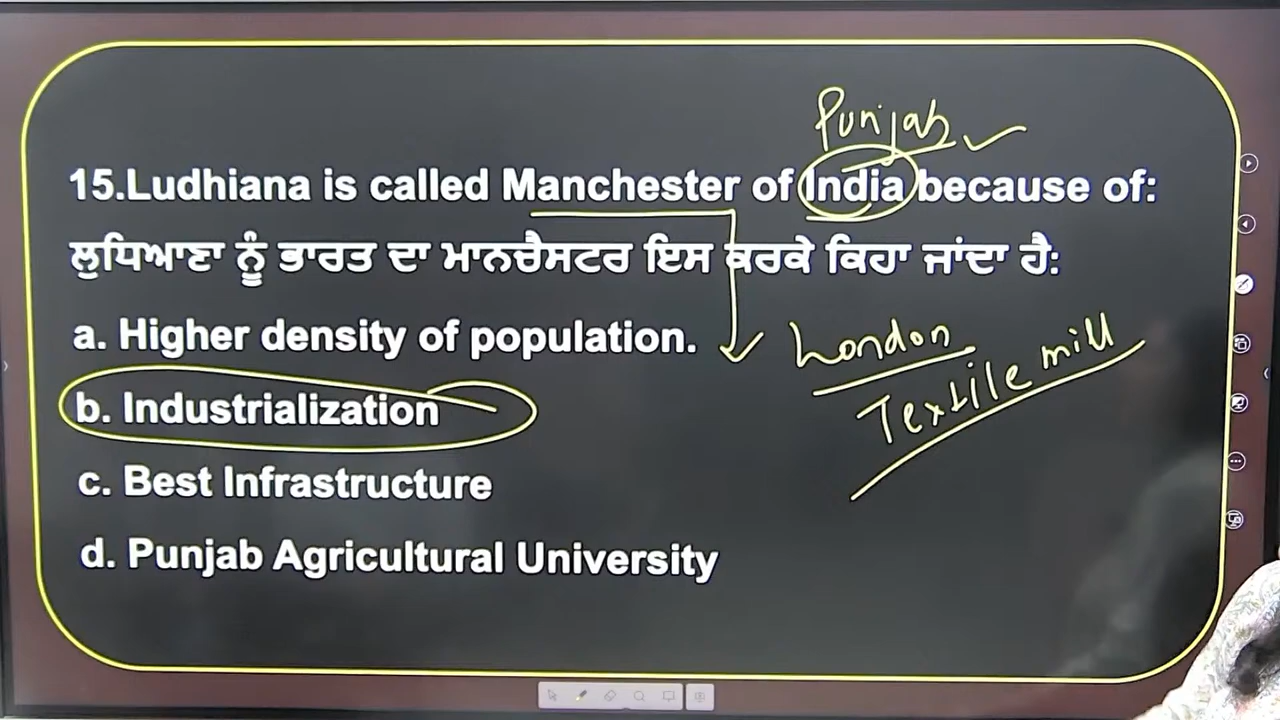 Punjab
15.Ludhiana is called Manchester of India because of:
ਲੁਧਿਆਣਾ ਨੂੰ ਭਾਰਤ ਦਾ ਮਾਨਚੈਸਟਰ ਇਸ ਕਰਕੇ ਕਿਹਾ ਜਾਂਦਾ ਹੈ:
a. Higher density of population.
London
Textile mill
b. Industrialization
c. Best Infrastructure
d. Punjab Agricultural University